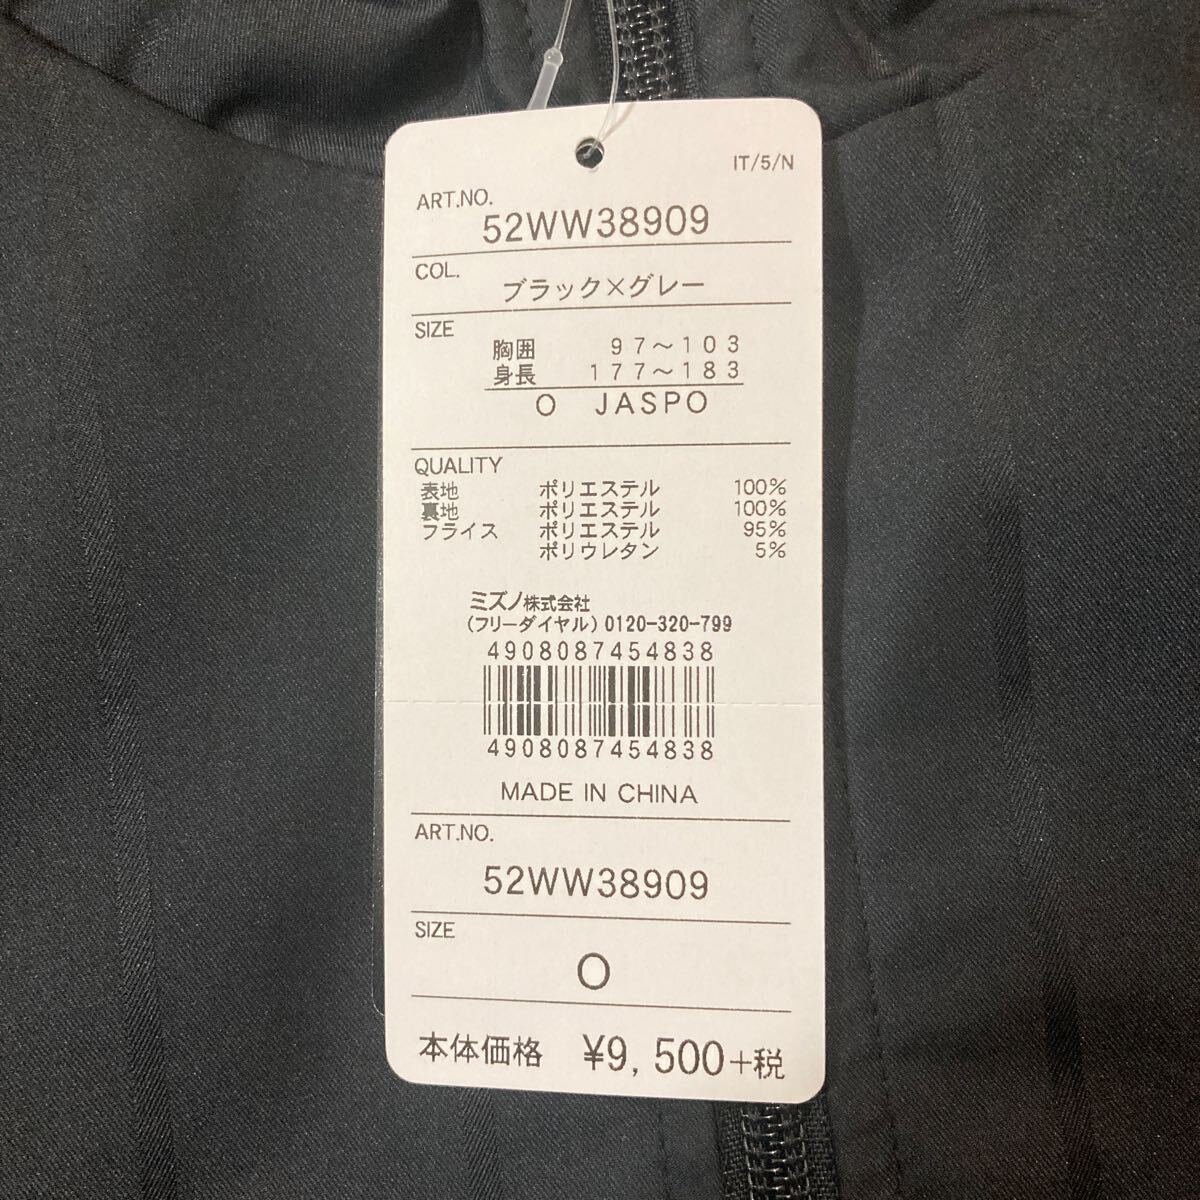 IT/5/N
ART.NO.
52WW38909
COL.
ブラック×グレー
SIZE
胸囲 97～103
身長 177～183
O JASPO
QUALITY
表地 ポリエステル 100%
裏地 ポリエステル 100%
フライス ポリエステル 95%
ポリウレタン 5%
ミズノ株式会社
(フリーダイヤル) 0120-320-799
4908087454838
4908087454838
MADE IN CHINA
ART.NO.
52WW38909
SIZE
O
本体価格 ¥9,500+税